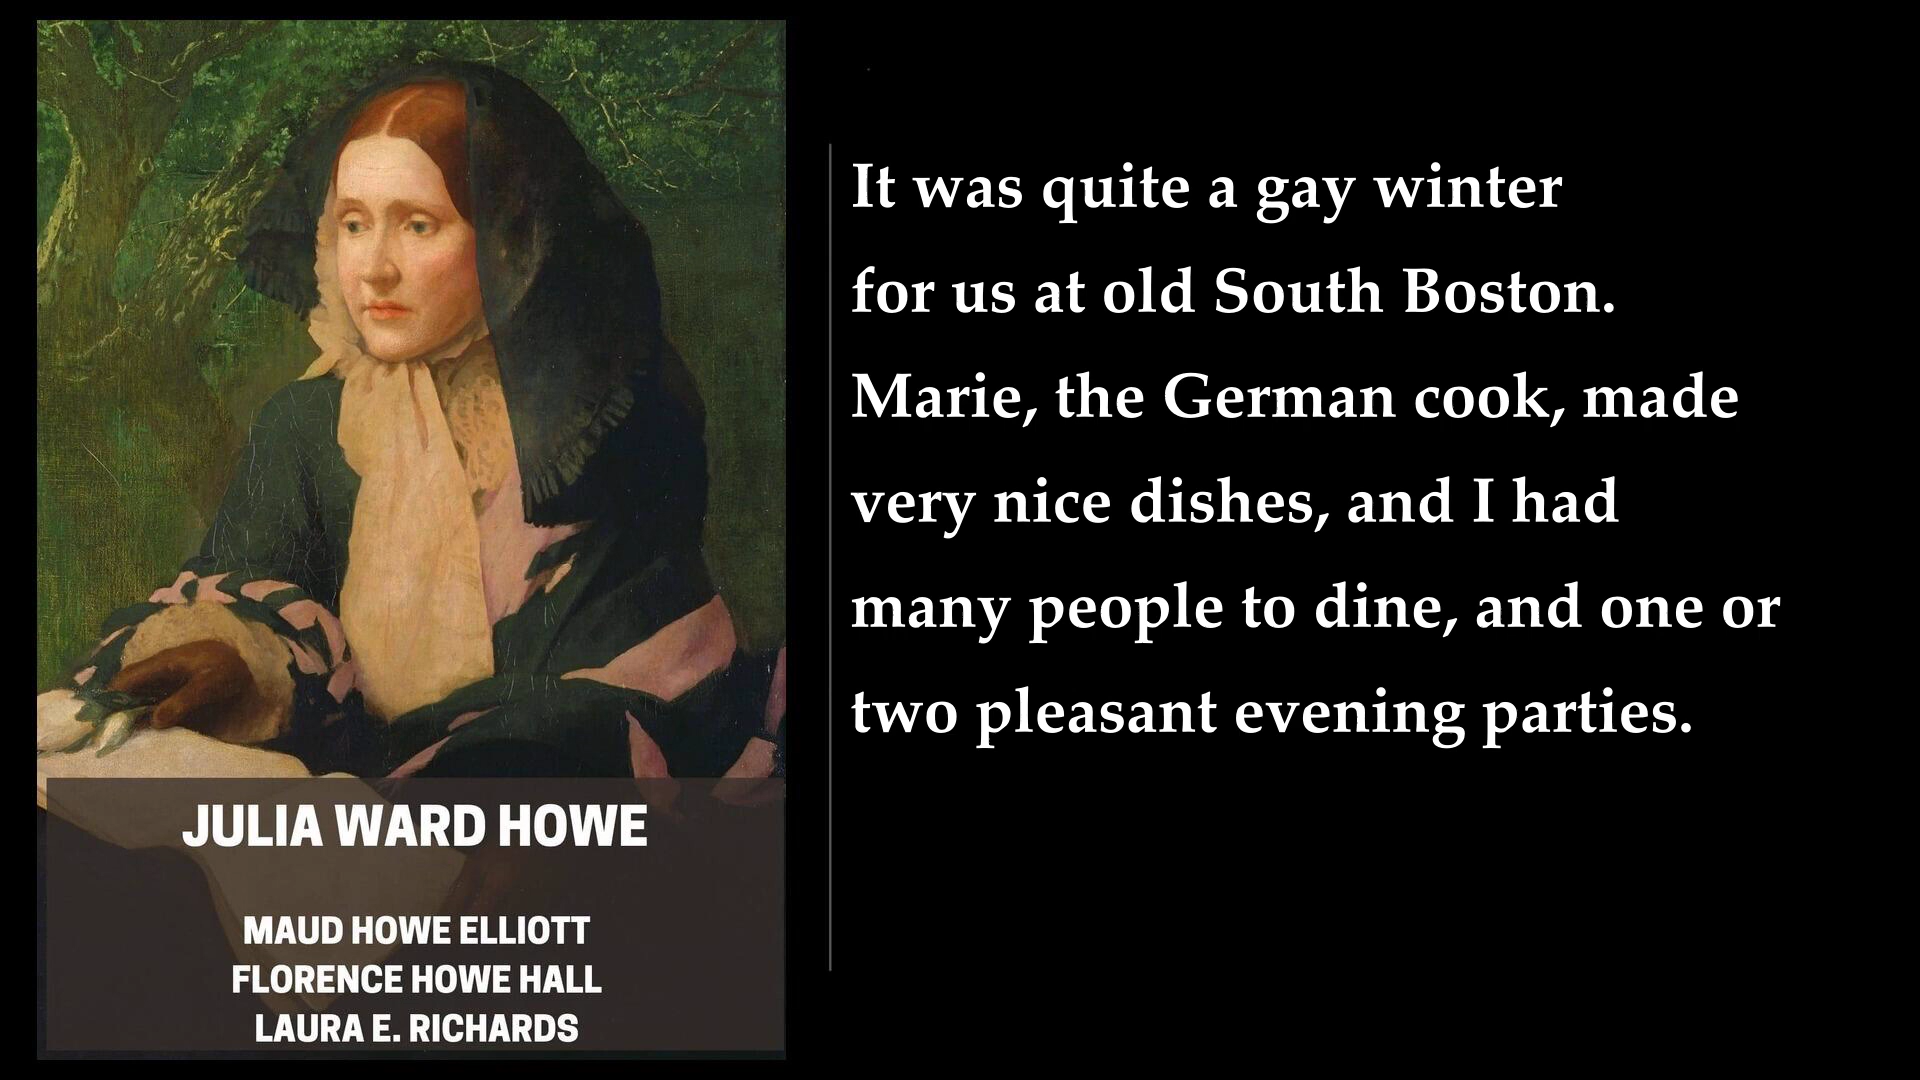 JULIA WARD HOWE
MAUD HOWE ELLIOTT
FLORENCE HOWE HALL
LAURA E. RICHARDS
It was quite a gay winter
for us at old South Boston.
Marie, the German cook, made
very nice dishes, and I had
many people to dine, and one or
two pleasant evening parties.